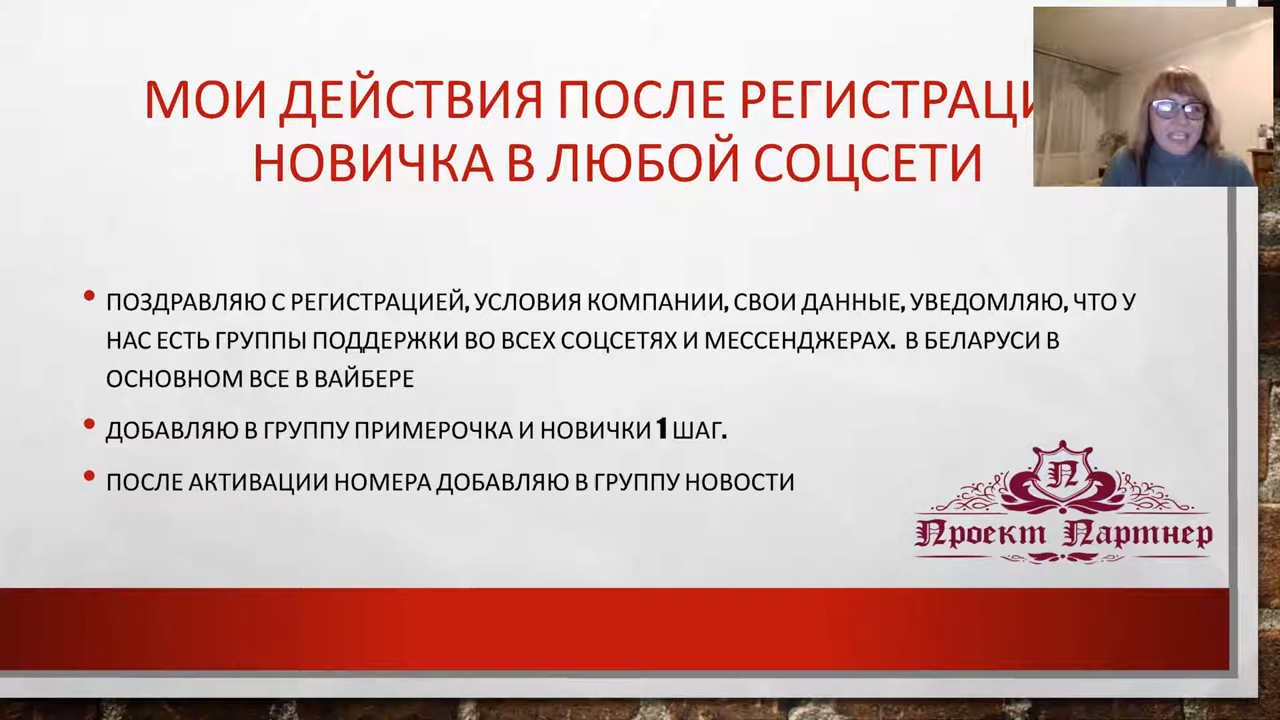 МОИ ДЕЙСТВИЯ ПОСЛЕ РЕГИСТРАЦИ
НОВИЧКА В ЛЮБОЙ СОЦСЕТИ
• ПОЗДРАВЛЯЮ С РЕГИСТРАЦИЕЙ, УСЛОВИЯ КОМПАНИИ, СВОИ ДАННЫЕ, УВЕДОМЛЯЮ, ЧТО У
НАС ЕСТЬ ГРУППЫ ПОДДЕРЖКИ ВО ВСЕХ СОЦСЕТЯХ И МЕССЕНДЖЕРАХ. В БЕЛАРУСИ В
ОСНОВНОМ ВСЕ В ВАЙБЕРЕ
• ДОБАВЛЯЮ В ГРУППУ ПРИМЕРОЧКА И НОВИЧКИ 1 ШАГ.
• ПОСЛЕ АКТИВАЦИИ НОМЕРА ДОБАВЛЯЮ В ГРУППУ НОВОСТИ
П
Проект Партнер